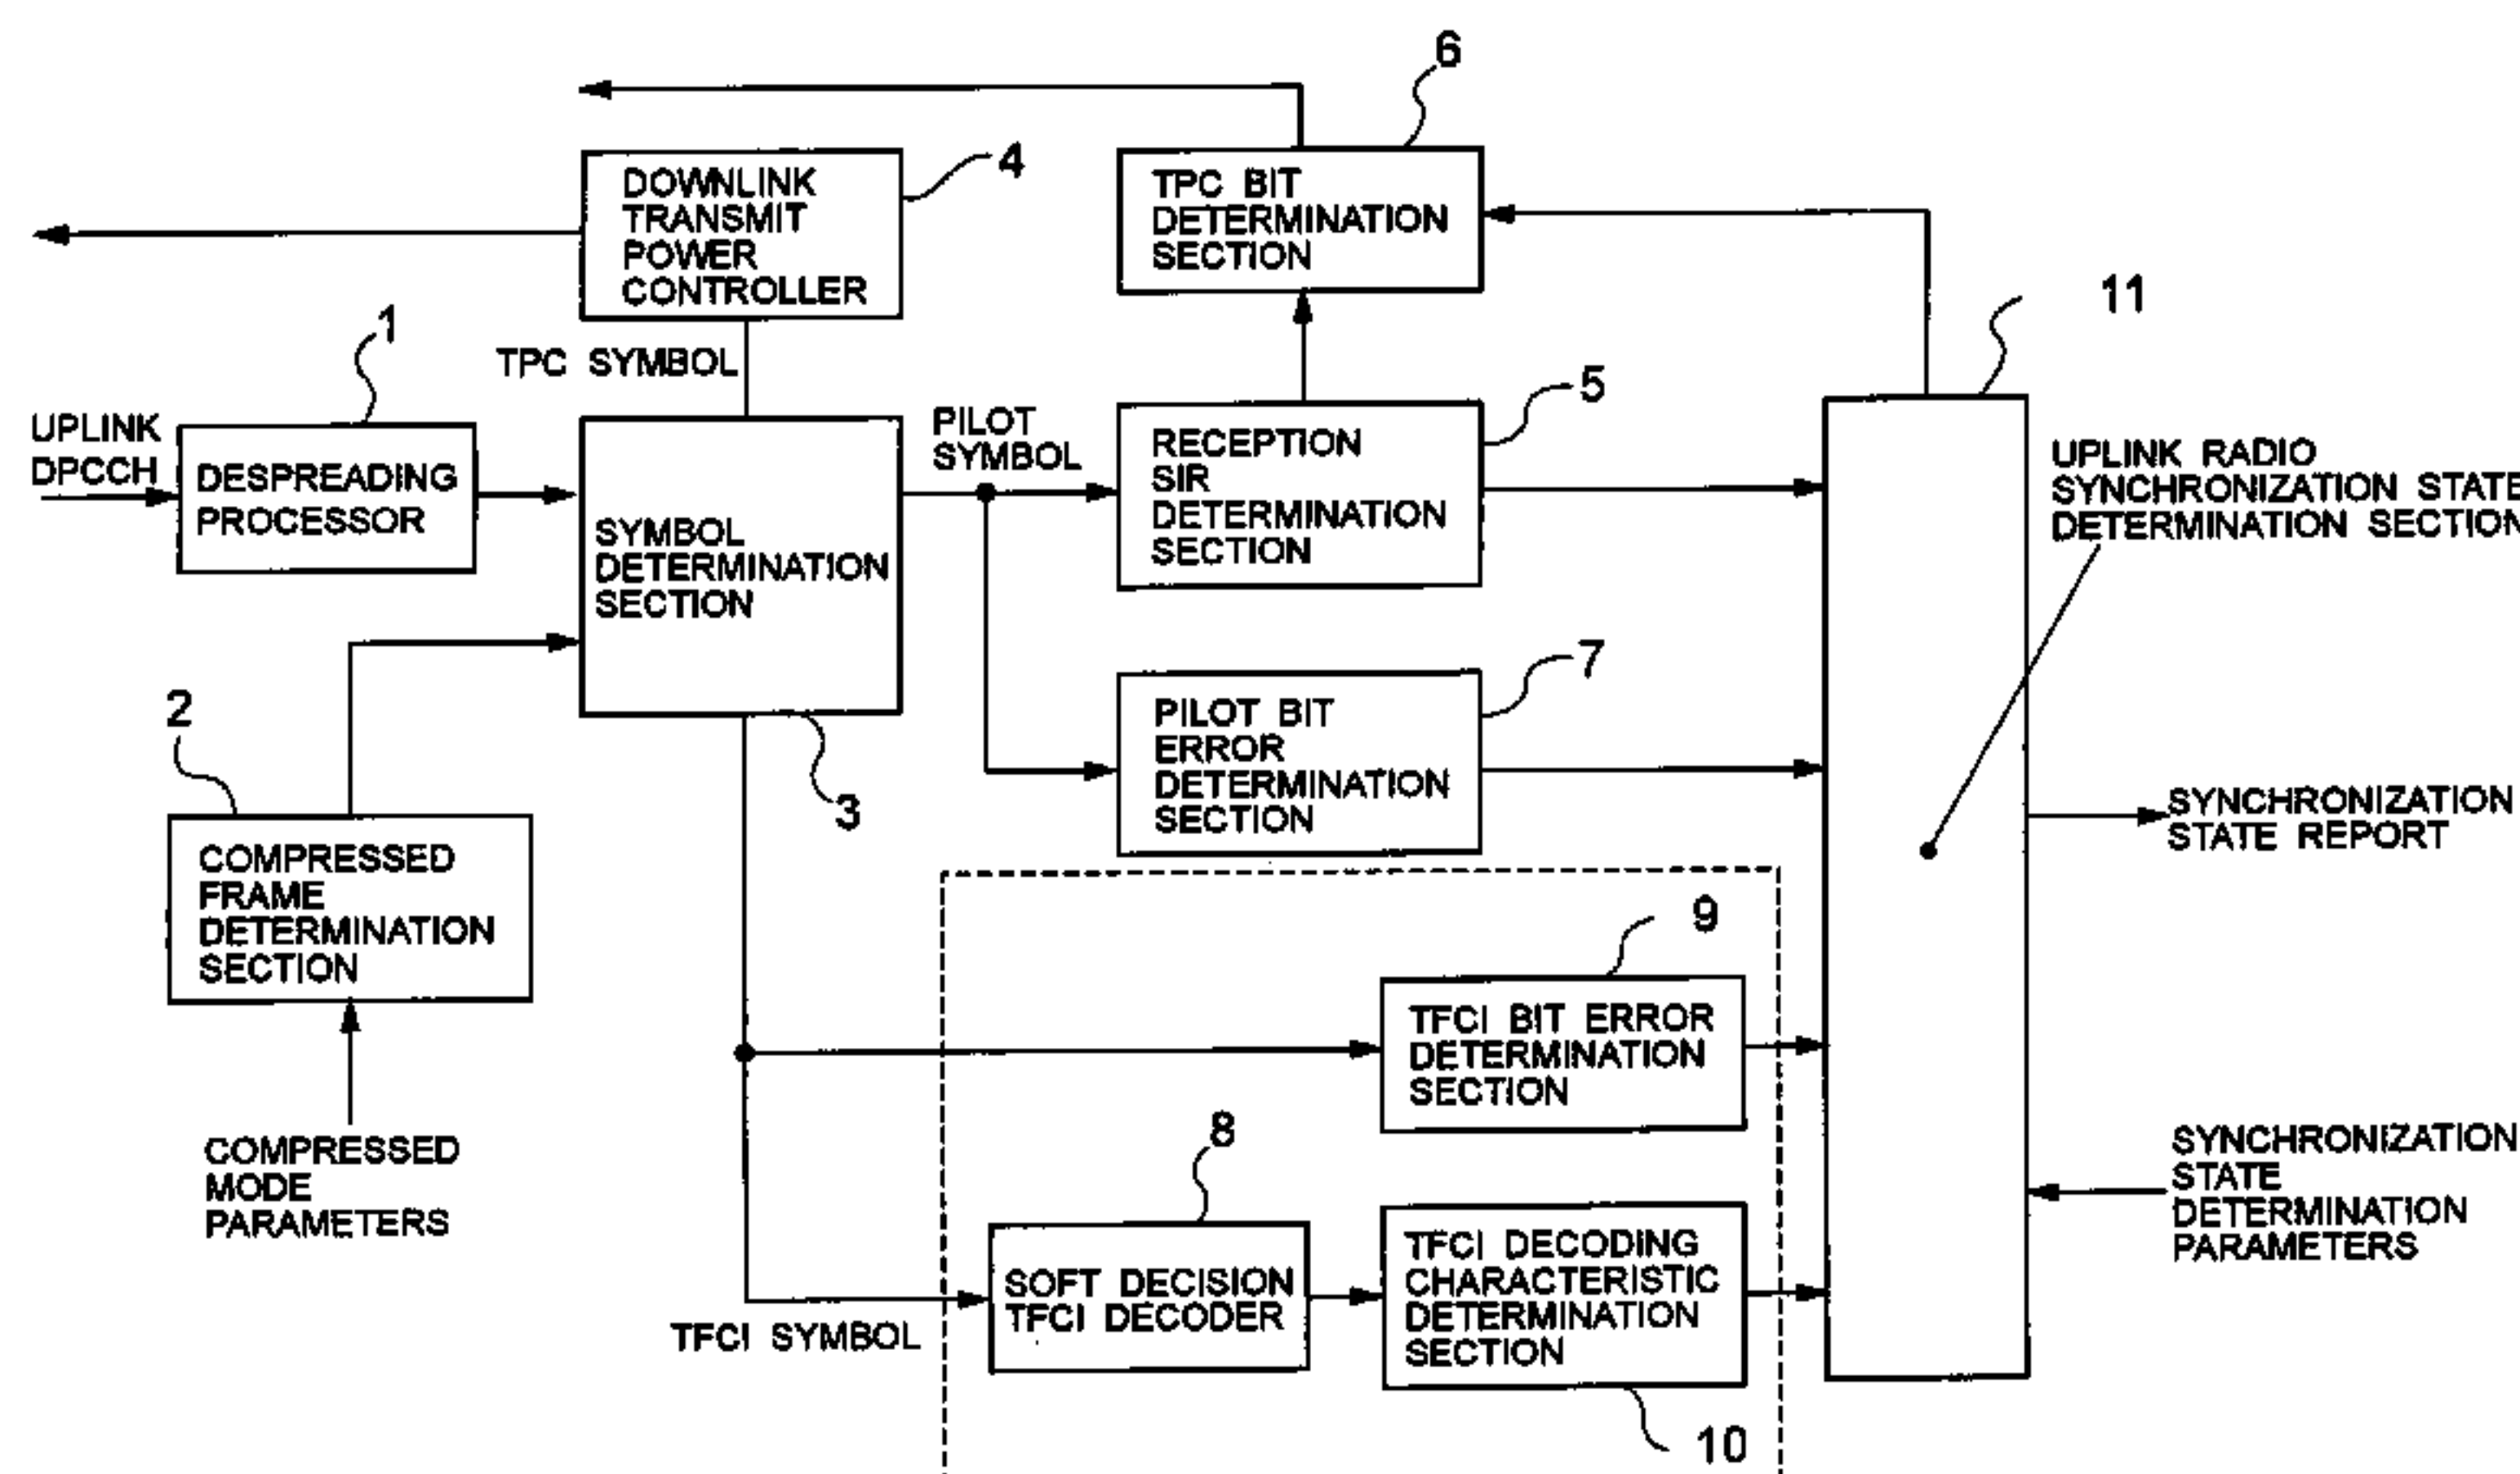 6
DOWNLINK
TRANSMIT
POWER
CONTROLLER
4
TPC BIT
DETERMINATION
SECTION
11
1
TPC SYMBOL
UPLINK
DPCCH
DESPREADING
PROCESSOR
SYMBOL
DETERMINATION
SECTION
3
PILOT
SYMBOL
RECEPTION
SIR
DETERMINATION
SECTION
5
UPLINK RADIO
SYNCHRONIZATION STATE
DETERMINATION SECTION
2
COMPRESSED
FRAME
DETERMINATION
SECTION
COMPRESSED
MODE
PARAMETERS
PILOT BIT
ERROR
DETERMINATION
SECTION
7
SYNCHRONIZATION
STATE REPORT
9
TFCI BIT ERROR
DETERMINATION
SECTION
8
SOFT DECISION
TFCI DECODER
TFCI SYMBOL
TFCI DECODING
CHARACTERISTIC
DETERMINATION
SECTION
10
SYNCHRONIZATION
STATE
DETERMINATION
PARAMETERS